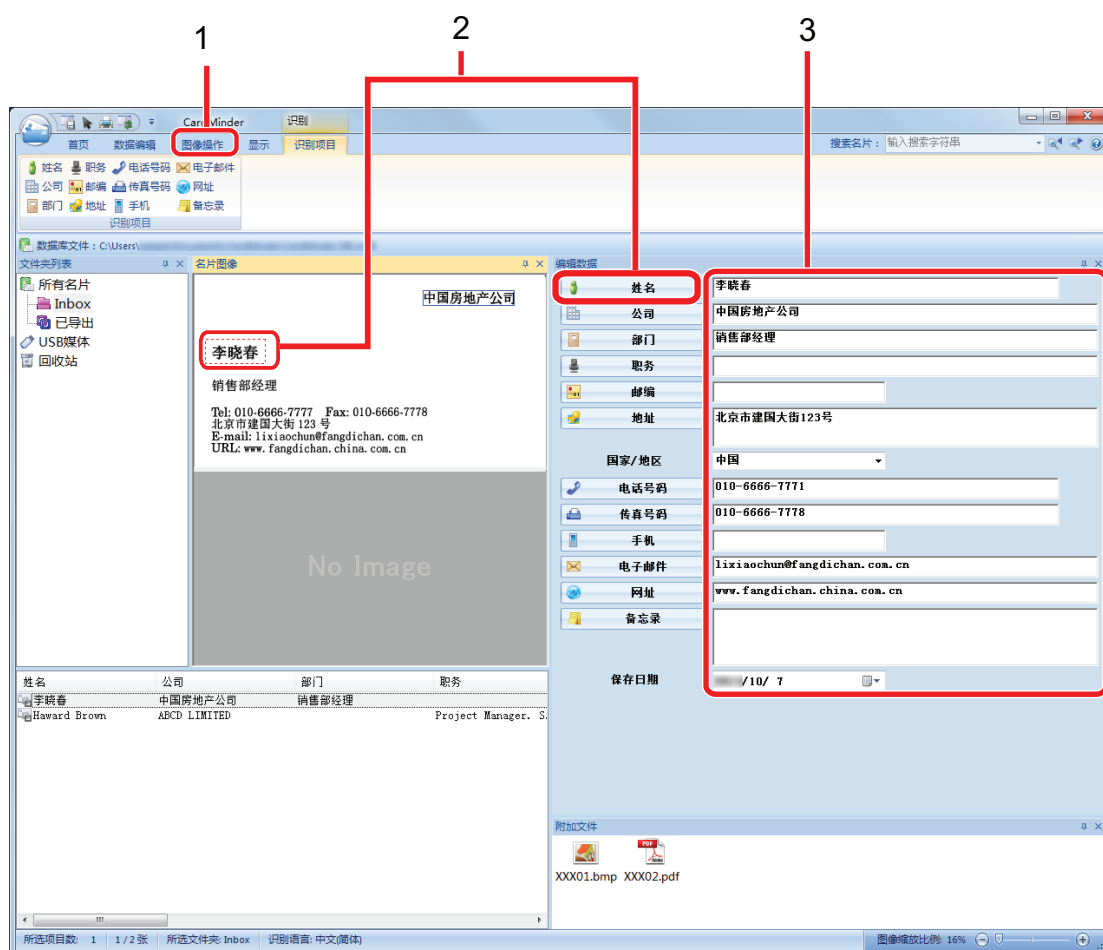 1
2
3
CardMinder
识别
首页
数据编辑
图像操作
显示
识别项目
搜索名片：
输入搜索字符串
姓名
职务
电话号码
电子邮件
公司
邮编
传真号码
网址
部门
地址
手机
备忘录
识别项目
数据库文件：C:\Users\
文件夹列表
所有名片
Inbox
已导出
USB媒体
回收站
名片图像
中国房地产公司
李晓春
销售部经理
Tel: 010-6666-7777 Fax: 010-6666-7778
北京市建国大街 123 号
E-mail: lixiaochun@fangdichan.com.cn
URL: www.fangdichan.china.com.cn
No Image
编辑数据
姓名 李晓春
公司 中国房地产公司
部门 销售部经理
职务
邮编
地址 北京市建国大街123号
国家/地区 中国
电话号码 010-6666-7771
传真号码 010-6666-7778
手机
电子邮件 lixiaochun@fangdichan.com.cn
网址 www.fangdichan.china.com.cn
备忘录
保存日期 /10/ 7
姓名 公司 部门 职务
李晓春 中国房地产公司 销售部经理
Haward Brown ABCD LIMITED Project Manager. S
附加文件
XXX01.bmp XXX02.pdf
所选项目数: 1 1/2张 所选文件夹: Inbox 识别语言: 中文(简体)
图像缩放比例: 16%